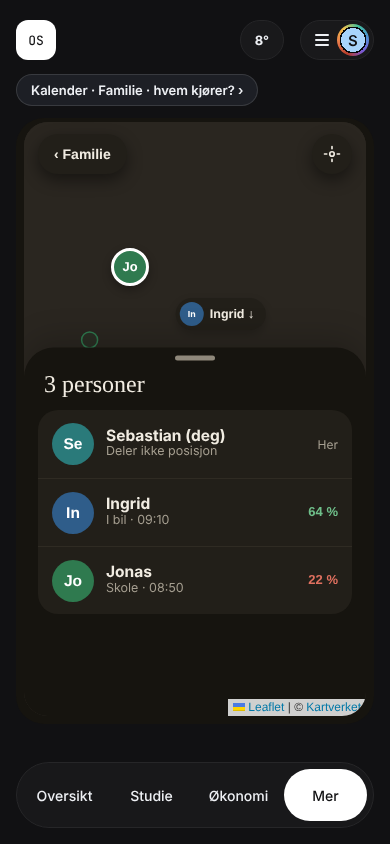 OS
8°
S
Kalender · Familie · hvem kjører? ›
‹ Familie
Jo
In Ingrid ↓
3 personer
Se
Sebastian (deg)
Deler ikke posisjon
Her
In
Ingrid
I bil · 09:10
64 %
Jo
Jonas
Skole · 08:50
22 %
Leaflet | © Kartverket
Oversikt Studie Økonomi Mer